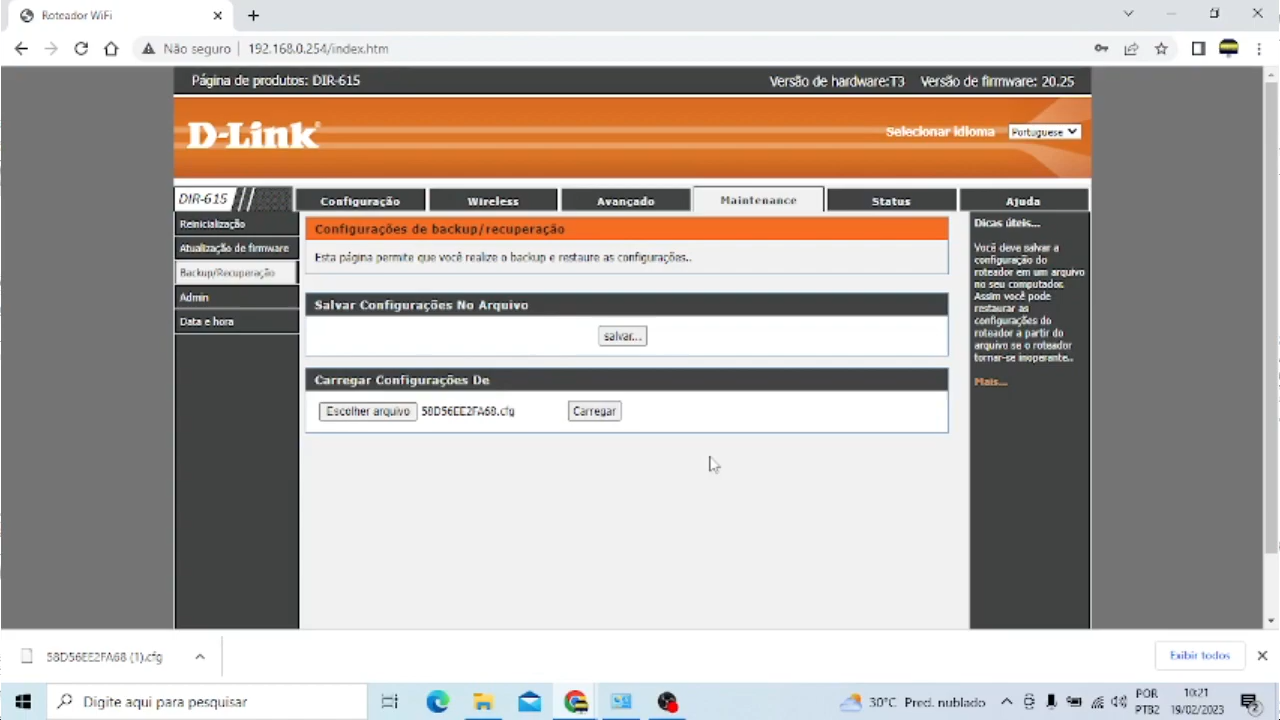 Roteador WiFi
Não seguro
192.168.0.254/index.htm
Página de produtos: DIR-615
Versão de hardware:T3 Versão de firmware: 20.25
D-Link
Selecionar idioma
Portuguese
DIR-615
Configuração
Wireless
Avançado
Maintenance
Status
Ajuda
Reinicialização
Atualização de firmware
Backup/Recuperação
Admin
Data e hora
Configurações de backup/recuperação
Esta página permite que você realize o backup e restaure as configurações..
Salvar Configurações No Arquivo
salvar...
Carregar Configurações De
Escolher arquivo 58D56EE2FA68.cfg
Carregar
Dicas úteis...
Você deve salvar a
configuração do
roteador em um arquivo
no seu computador.
Assim você pode
restaurar as
configurações do
roteador a partir do
arquivo se o roteador
tornar-se inoperante..
Mais...
58D56EE2FA68 (1).cfg
Exibir todos
Digite aqui para pesquisar
30°C Pred. nublado
POR
PTB2
10:21
19/02/2023
2